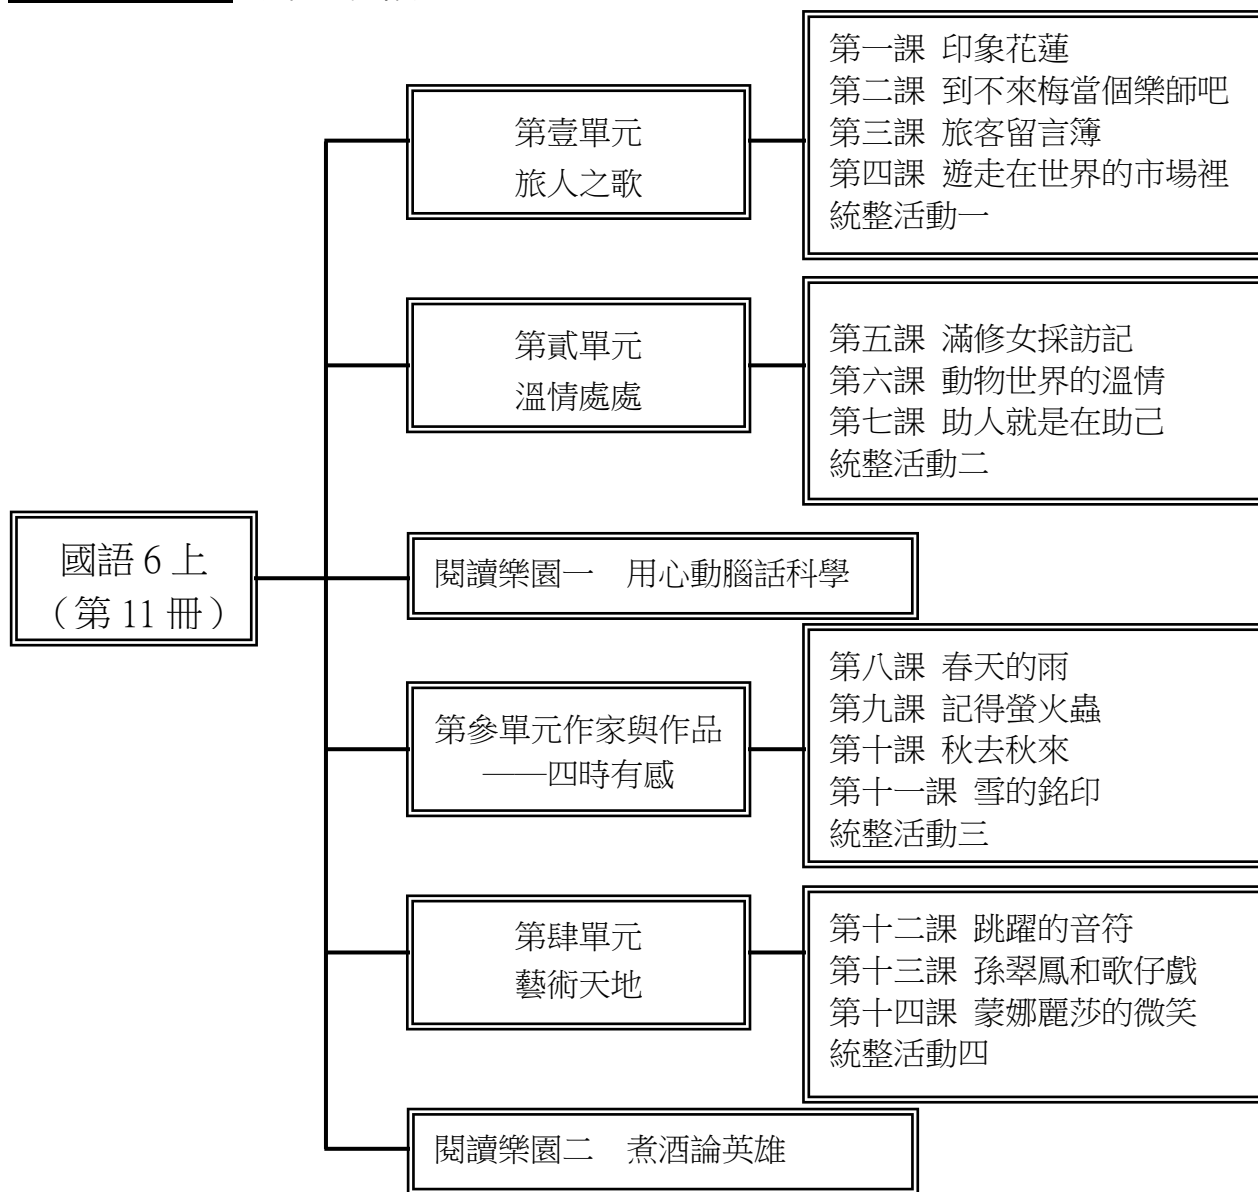 國語6上
（第11冊）
第壹單元
旅人之歌
第一課 印象花蓮
第二課 到不來梅當個樂師吧
第三課 旅客留言簿
第四課 遊走在世界的市場裡
統整活動一
第貳單元
溫情處處
第五課 滿修女採訪記
第六課 動物世界的溫情
第七課 助人就是在助己
統整活動二
閱讀樂園一　用心動腦話科學
第參單元作家與作品
——四時有感
第八課 春天的雨
第九課 記得螢火蟲
第十課 秋去秋來
第十一課 雪的銘印
統整活動三
第肆單元
藝術天地
第十二課 跳躍的音符
第十三課 孫翠鳳和歌仔戲
第十四課 蒙娜麗莎的微笑
統整活動四
閱讀樂園二　煮酒論英雄